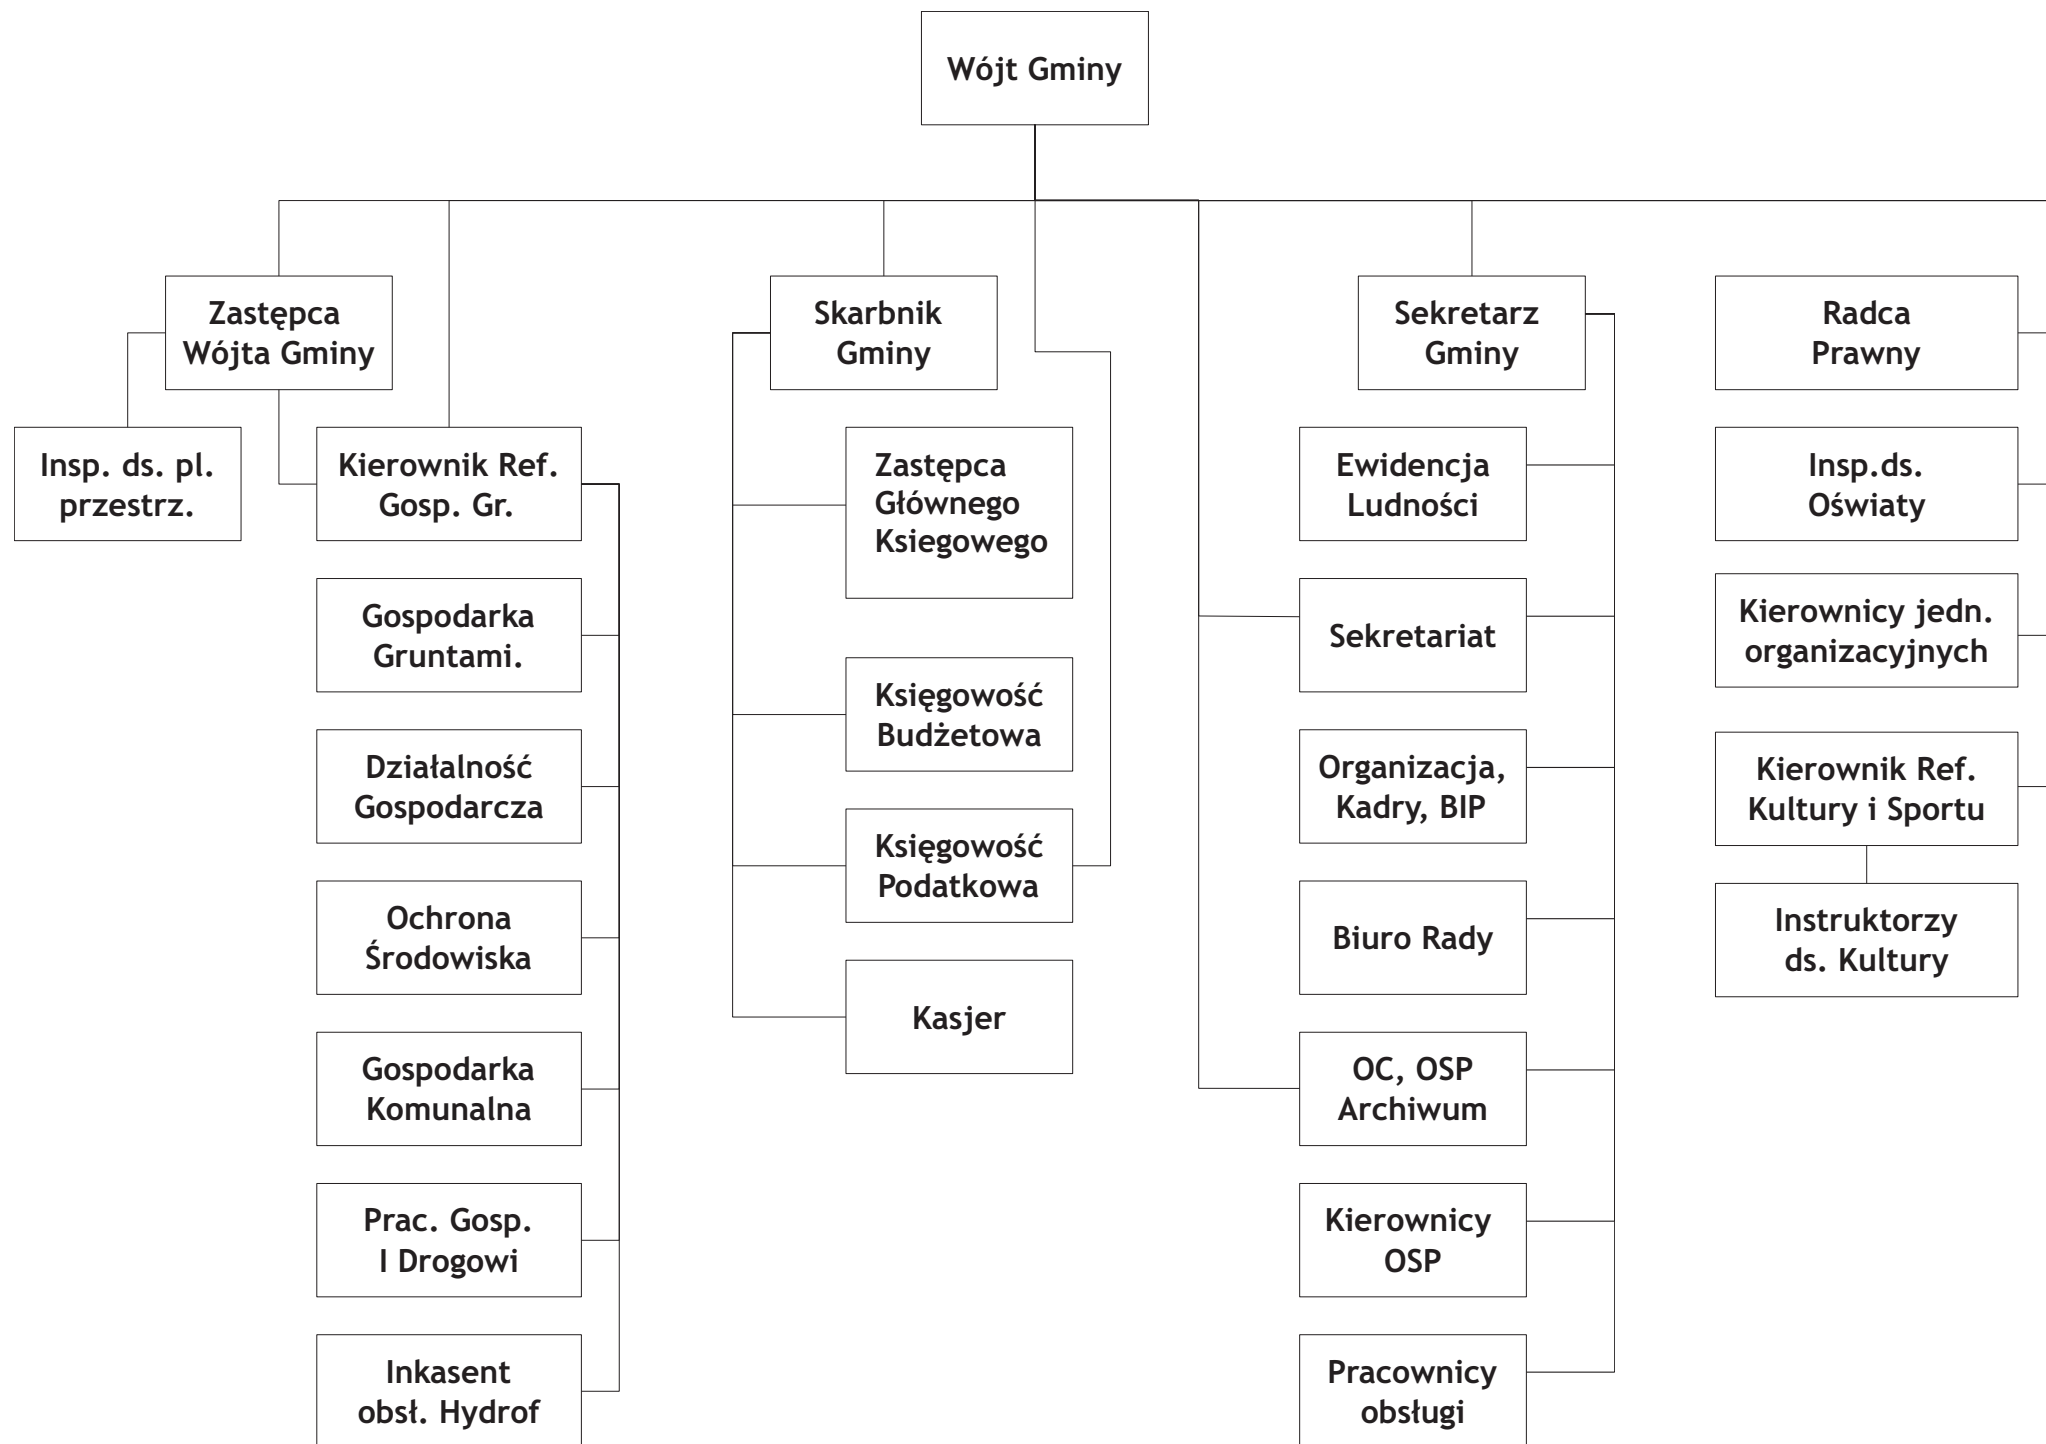 Wójt Gminy
Zastępca
Wójta Gminy
Insp. ds. pl.
przestrz.
Kierownik Ref.
Gosp. Gr.
Gospodarka
Gruntami.
Działalność
Gospodarcza
Ochrona
Środowiska
Gospodarka
Komunalna
Prac. Gosp.
I Drogowi
Inkasent
obsł. Hydrof
Skarbnik
Gminy
Zastępca
Głównego
Ksiegowego
Księgowość
Budżetowa
Księgowość
Podatkowa
Kasjer
Sekretarz
Gminy
Ewidencja
Ludności
Sekretariat
Organizacja,
Kadry, BIP
Biuro Rady
OC, OSP
Archiwum
Kierownicy
OSP
Pracownicy
obsługi
Radca
Prawny
Insp.ds.
Oświaty
Kierownicy jedn.
organizacyjnych
Kierownik Ref.
Kultury i Sportu
Instruktorzy
ds. Kultury